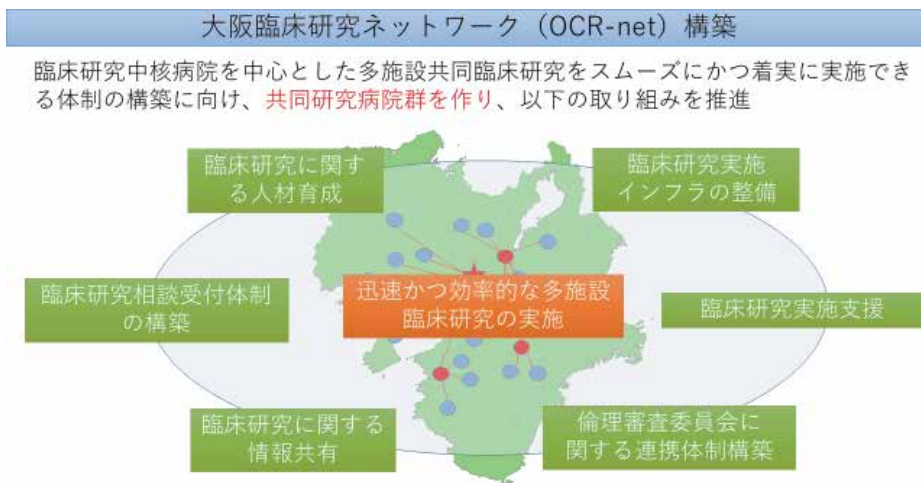 大阪臨床研究ネットワーク（OCR-net）構築
臨床研究中核病院を中心とした多施設共同臨床研究をスムーズにかつ着実に実施でき
る体制の構築に向け、共同研究病院群を作り、以下の取り組みを推進
臨床研究に関す
る人材育成
臨床研究実施
インフラの整備
臨床研究相談受付体制
の構築
迅速かつ効率的な多施設
臨床研究の実施
臨床研究実施支援
臨床研究に関する
情報共有
倫理審査委員会に
関する連携体制構築